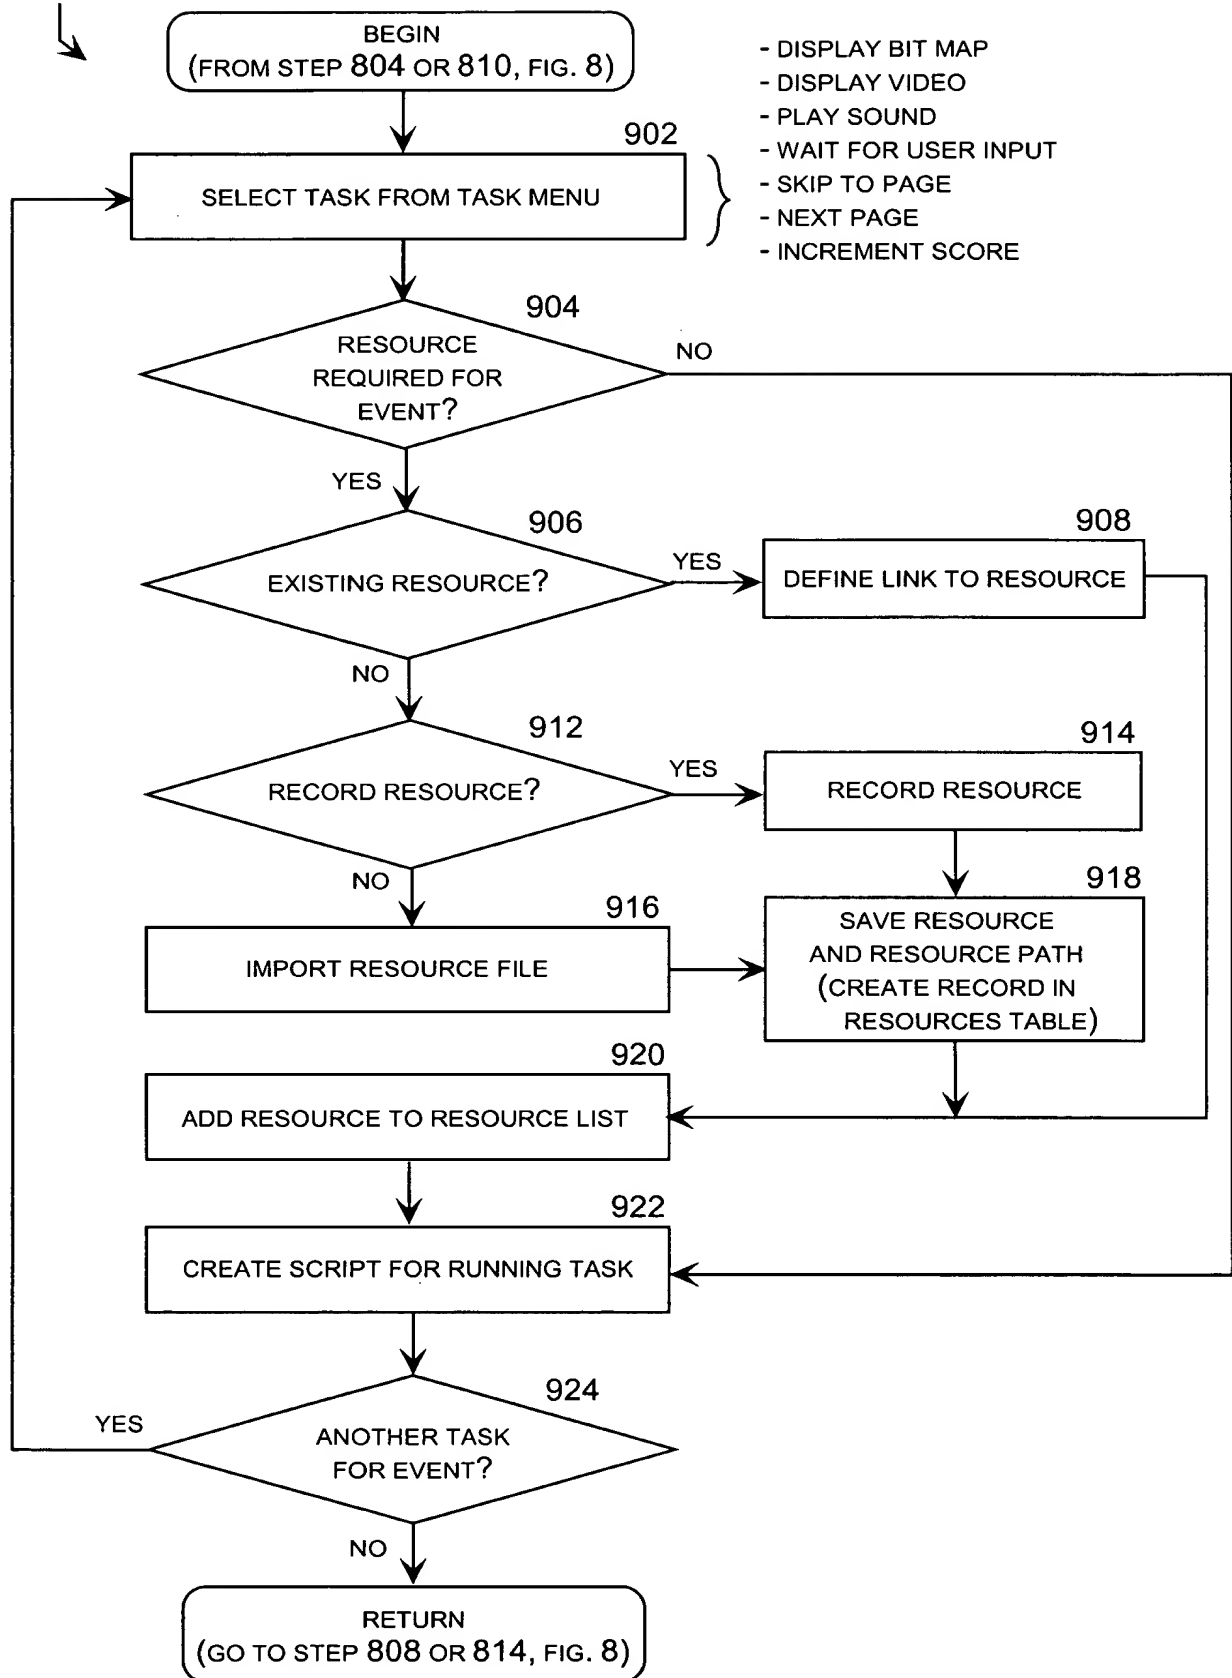 BEGIN
(FROM STEP 804 OR 810, FIG. 8)
- DISPLAY BIT MAP
- DISPLAY VIDEO
- PLAY SOUND
- WAIT FOR USER INPUT
- SKIP TO PAGE
- NEXT PAGE
- INCREMENT SCORE
902
SELECT TASK FROM TASK MENU
904
RESOURCE
REQUIRED FOR
EVENT?
NO
YES
906
EXISTING RESOURCE?
YES
908
DEFINE LINK TO RESOURCE
NO
912
RECORD RESOURCE?
YES
914
RECORD RESOURCE
NO
916
IMPORT RESOURCE FILE
918
SAVE RESOURCE
AND RESOURCE PATH
(CREATE RECORD IN
RESOURCES TABLE)
920
ADD RESOURCE TO RESOURCE LIST
922
CREATE SCRIPT FOR RUNNING TASK
924
ANOTHER TASK
FOR EVENT?
YES
NO
RETURN
(GO TO STEP 808 OR 814, FIG. 8)